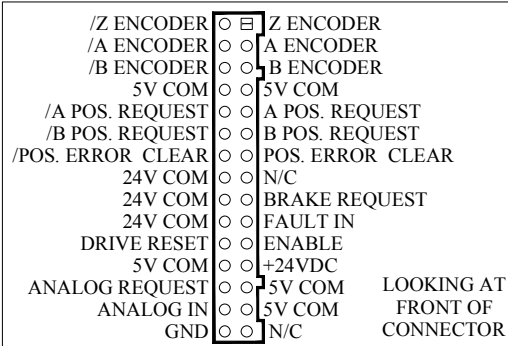 /Z ENCODER Z ENCODER
/A ENCODER A ENCODER
/B ENCODER B ENCODER
5V COM 5V COM
/A POS. REQUEST A POS. REQUEST
/B POS. REQUEST B POS. REQUEST
/POS. ERROR CLEAR POS. ERROR CLEAR
24V COM N/C
24V COM BRAKE REQUEST
24V COM FAULT IN
DRIVE RESET ENABLE
5V COM +24VDC
ANALOG REQUEST 5V COM
ANALOG IN 5V COM
GND N/C
LOOKING AT
FRONT OF
CONNECTOR